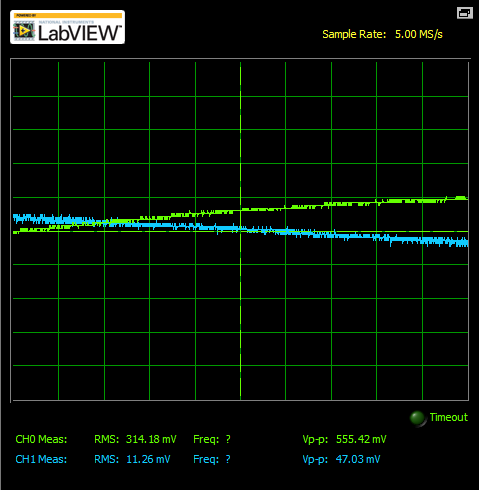 POWERED BY
NATIONAL INSTRUMENTS
LabVIEW™
Sample Rate: 5.00 MS/s
Timeout
CH0 Meas: RMS: 314.18 mV Freq: ? Vp-p: 555.42 mV
CH1 Meas: RMS: 11.26 mV Freq: ? Vp-p: 47.03 mV